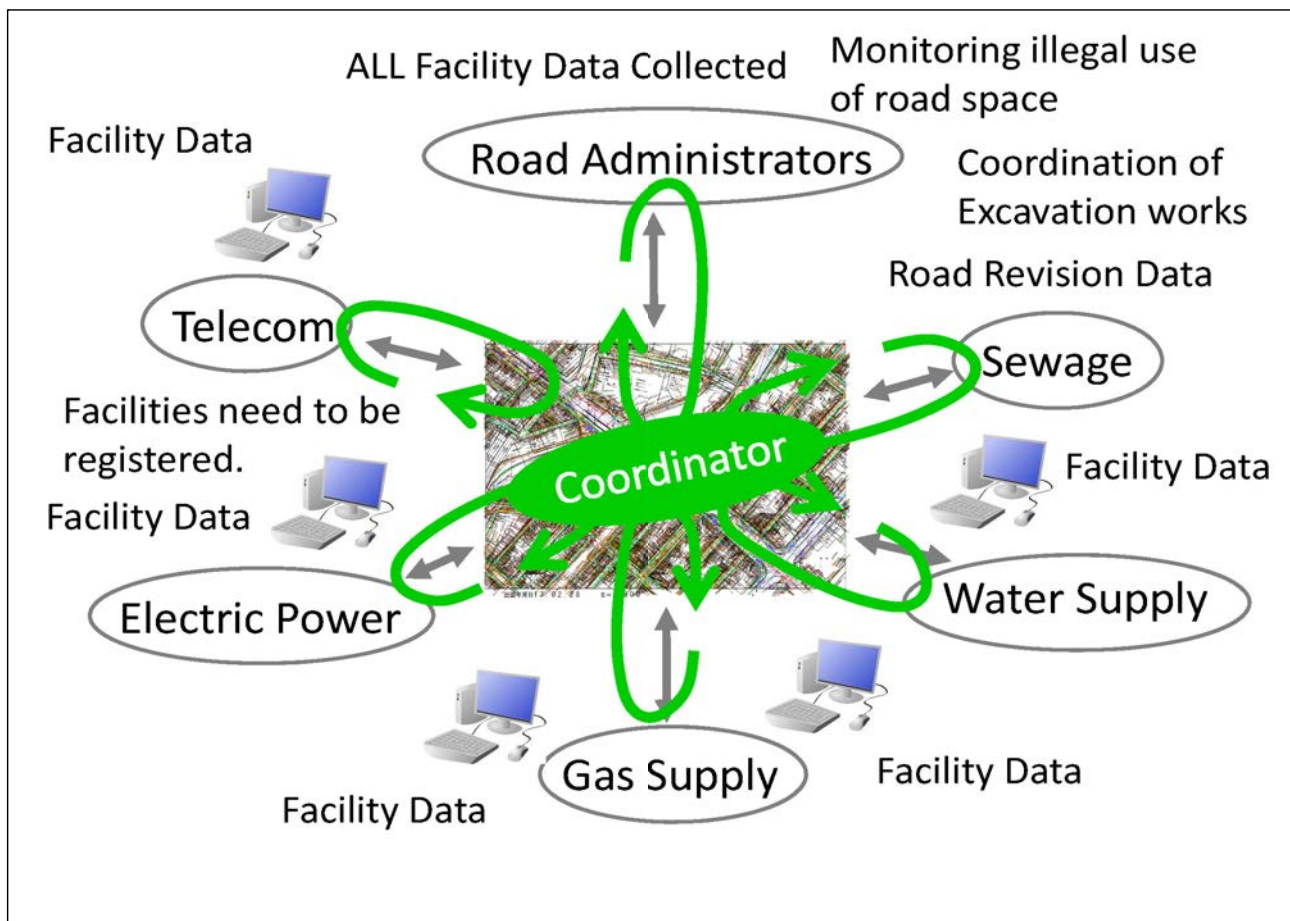 ALL Facility Data Collected
Monitoring illegal use
of road space
Facility Data
Road Administrators
Coordination of
Excavation works
Road Revision Data
Telecom
Sewage
Facilities need to be
registered.
Coordinator
Facility Data
Facility Data
Electric Power
Water Supply
Gas Supply
Facility Data
Facility Data